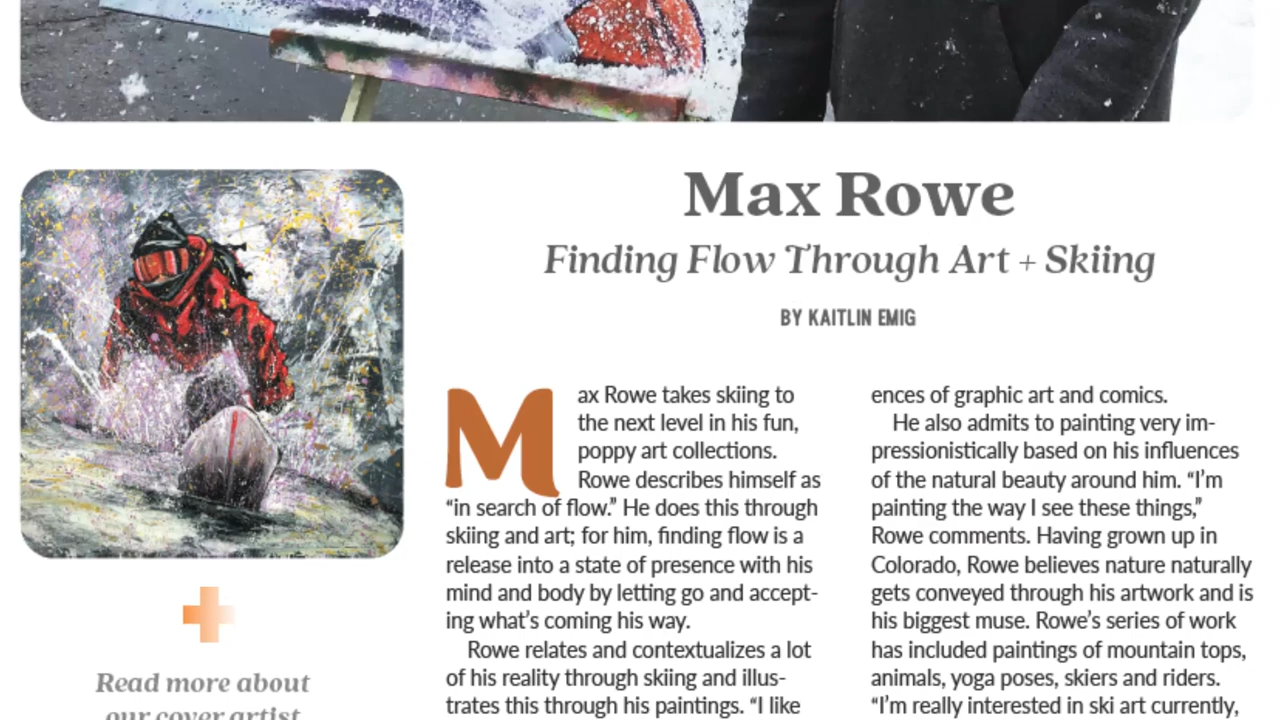 Max Rowe
Finding Flow Through Art + Skiing
BY KAITLIN EMIG
Max Rowe takes skiing to
the next level in his fun,
poppy art collections.
Rowe describes himself as
“in search of flow.” He does this through
skiing and art; for him, finding flow is a
release into a state of presence with his
mind and body by letting go and accept-
ing what’s coming his way.
Rowe relates and contextualizes a lot
of his reality through skiing and illus-
trates this through his paintings. “I like
ences of graphic art and comics.
He also admits to painting very im-
pressionistically based on his influences
of the natural beauty around him. “I’m
painting the way I see these things,”
Rowe comments. Having grown up in
Colorado, Rowe believes nature naturally
gets conveyed through his artwork and is
his biggest muse. Rowe’s series of work
has included paintings of mountain tops,
animals, yoga poses, skiers and riders.
“I’m really interested in ski art currently,
Read more about
our cover artist